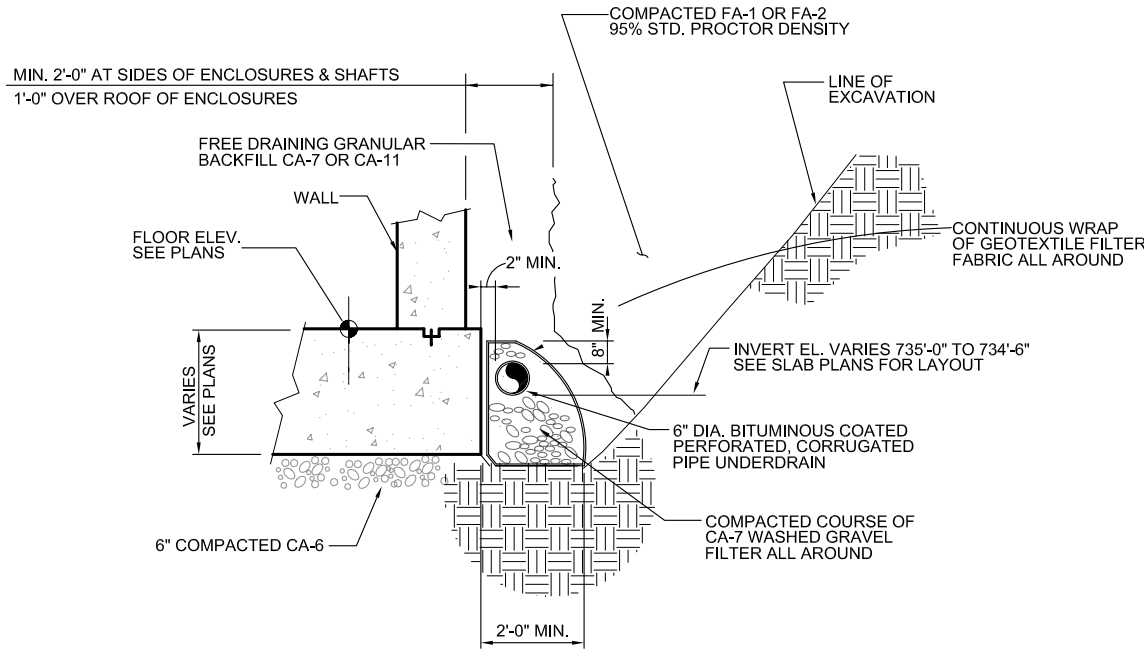 COMPACTED FA-1 OR FA-2
95% STD. PROCTOR DENSITY
MIN. 2'-0" AT SIDES OF ENCLOSURES & SHAFTS
1'-0" OVER ROOF OF ENCLOSURES
LINE OF
EXCAVATION
FREE DRAINING GRANULAR
BACKFILL CA-7 OR CA-11
WALL
FLOOR ELEV.
SEE PLANS
CONTINUOUS WRAP
OF GEOTEXTILE FILTER
FABRIC ALL AROUND
2" MIN.
8" MIN.
INVERT EL. VARIES 735'-0" TO 734'-6"
SEE SLAB PLANS FOR LAYOUT
VARIES
SEE PLANS
6" DIA. BITUMINOUS COATED
PERFORATED, CORRUGATED
PIPE UNDERDRAIN
COMPACTED COURSE OF
CA-7 WASHED GRAVEL
FILTER ALL AROUND
6" COMPACTED CA-6
2'-0" MIN.